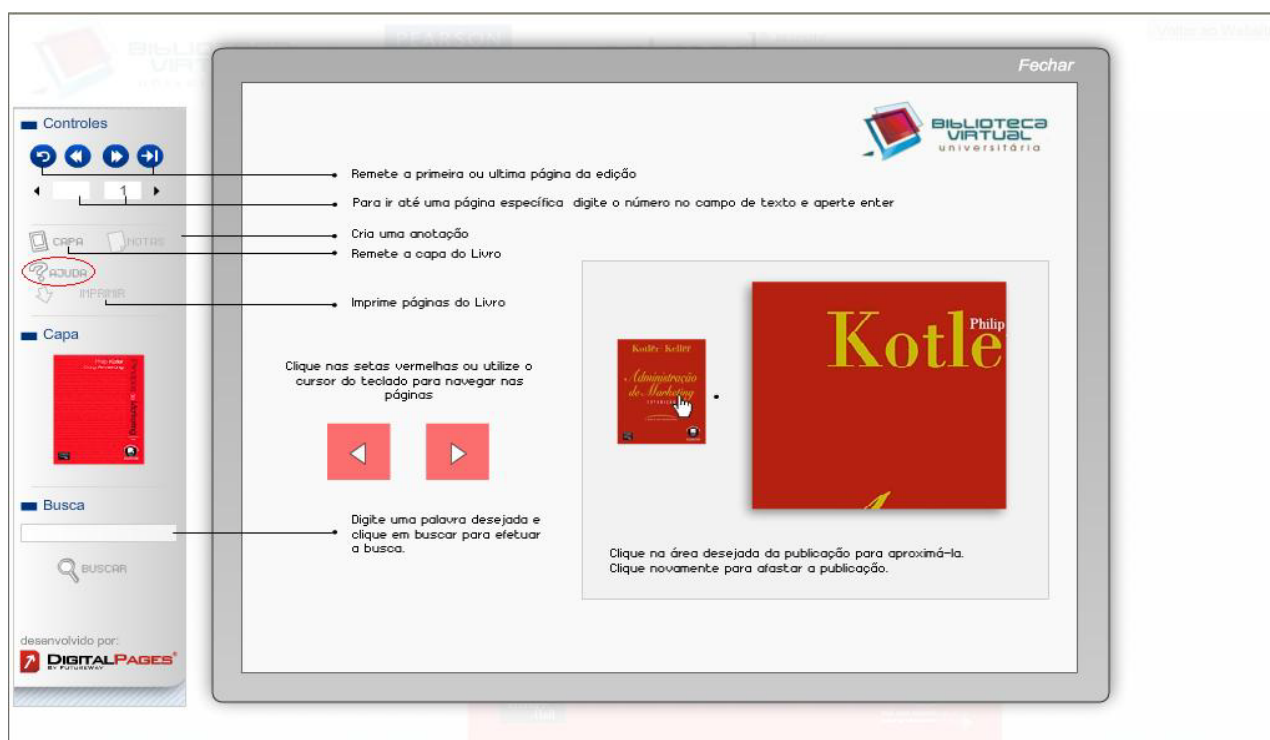 PEARSON
Fechar
BIBLIOTECA
VIRTUAL
universitária
Controles
1
CAPA
NOTAS
AJUDA
IMPRIMIR
Capa
Busca
BUSCAR
desenvolvido por:
DIGITALPAGES
BY FUTUREWAY
Remete a primeira ou ultima página da edição
Para ir até uma página específica digite o número no campo de texto e aperte enter
Cria uma anotação
Remete a capa do Livro
Imprime páginas do Livro
Clique nas setas vermelhas ou utilize o
cursor do teclado para navegar nas
páginas
Digite uma palavra desejada e
clique em buscar para efetuar
a busca.
Kotler Keller
Administração
de Marketing
Philip
Kotle
Clique na área desejada da publicação para aproximá-la.
Clique novamente para afastar a publicação.